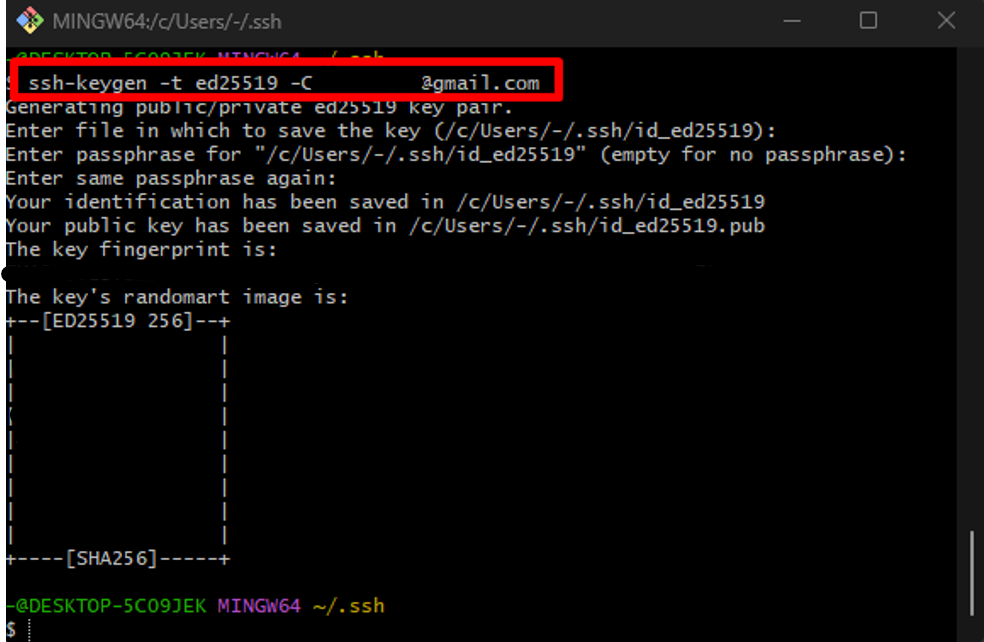 MINGW64:/c/Users/-/.ssh
-@DESKTOP-5CO9JEK MINGW64 ~/.ssh
$ ssh-keygen -t ed25519 -C @gmail.com
Generating public/private ed25519 key pair.
Enter file in which to save the key (/c/Users/-/.ssh/id_ed25519):
Enter passphrase for "/c/Users/-/.ssh/id_ed25519" (empty for no passphrase):
Enter same passphrase again:
Your identification has been saved in /c/Users/-/.ssh/id_ed25519
Your public key has been saved in /c/Users/-/.ssh/id_ed25519.pub
The key fingerprint is:
The key's randomart image is:
+--[ED25519 256]--+
| |
| |
| |
| |
| |
| |
| |
| |
| |
+----[SHA256]-----+
-@DESKTOP-5CO9JEK MINGW64 ~/.ssh
$